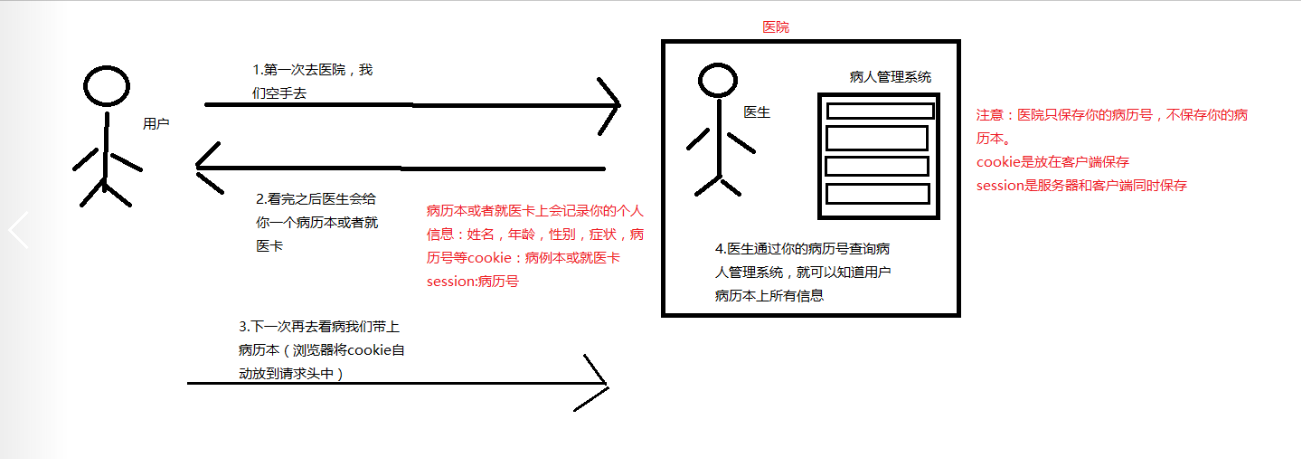 医院
1.第一次去医院，我
们空手去
用户
医生
病人管理系统
注意：医院只保存你的病历号，不保存你的病
历本。
cookie是放在客户端保存
session是服务器和客户端同时保存
2.看完之后医生会给
你一个病历本或者就
医卡
病历本或者就医卡上会记录你的个人
信息：姓名，年龄，性别，症状，病
历号等cookie：病例本或就医卡
session:病历号
4.医生通过你的病历号查询病
人管理系统，就可以知道用户
病历本上所有信息
3.下一次再去看病我们带上
病历本（浏览器将cookie自
动放到请求头中）